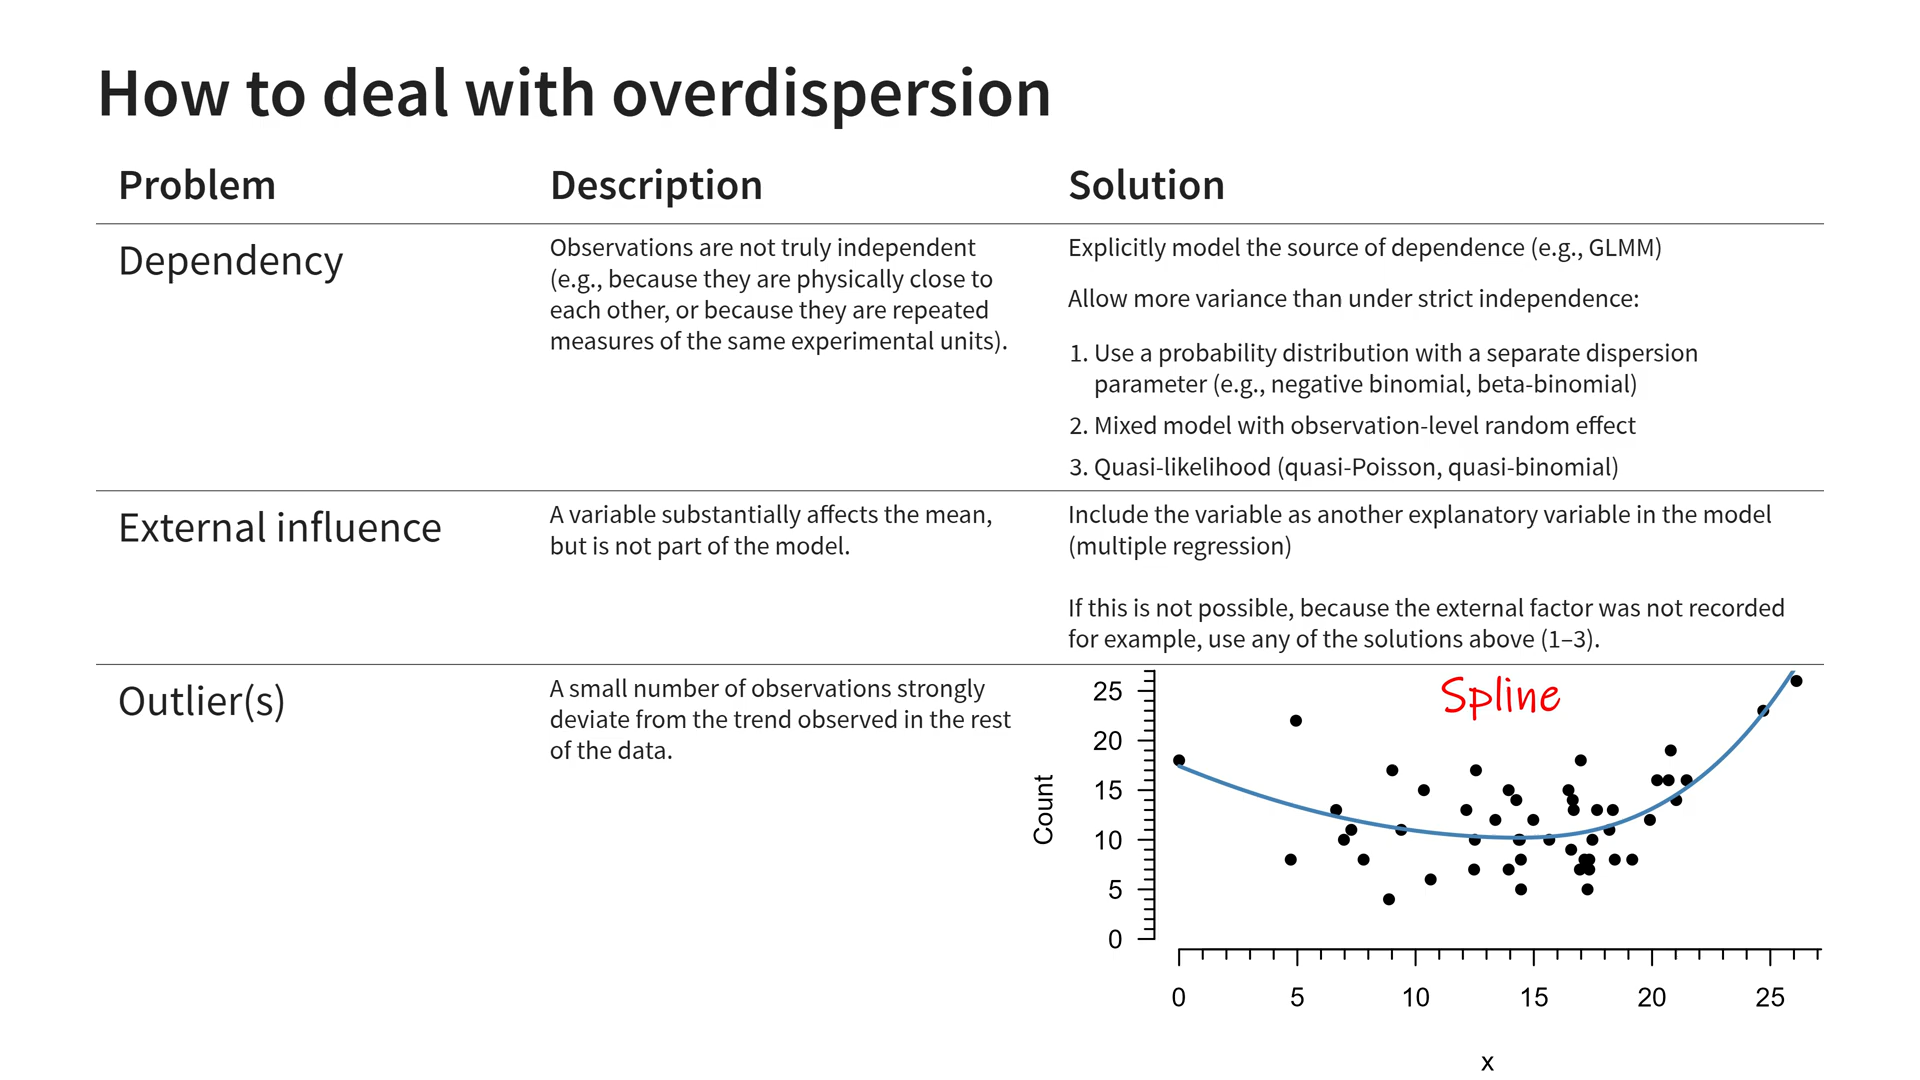 How to deal with overdispersion
Problem
Description
Solution
Dependency
Observations are not truly independent
(e.g., because they are physically close to
each other, or because they are repeated
measures of the same experimental units).
Explicitly model the source of dependence (e.g., GLMM)
Allow more variance than under strict independence:
1. Use a probability distribution with a separate dispersion
parameter (e.g., negative binomial, beta-binomial)
2. Mixed model with observation-level random effect
3. Quasi-likelihood (quasi-Poisson, quasi-binomial)
External influence
A variable substantially affects the mean,
but is not part of the model.
Include the variable as another explanatory variable in the model
(multiple regression)
If this is not possible, because the external factor was not recorded
for example, use any of the solutions above (1–3).
Outlier(s)
A small number of observations strongly
deviate from the trend observed in the rest
of the data.
Spline
Count
25
20
15
10
5
0
0 5 10 15 20 25
x